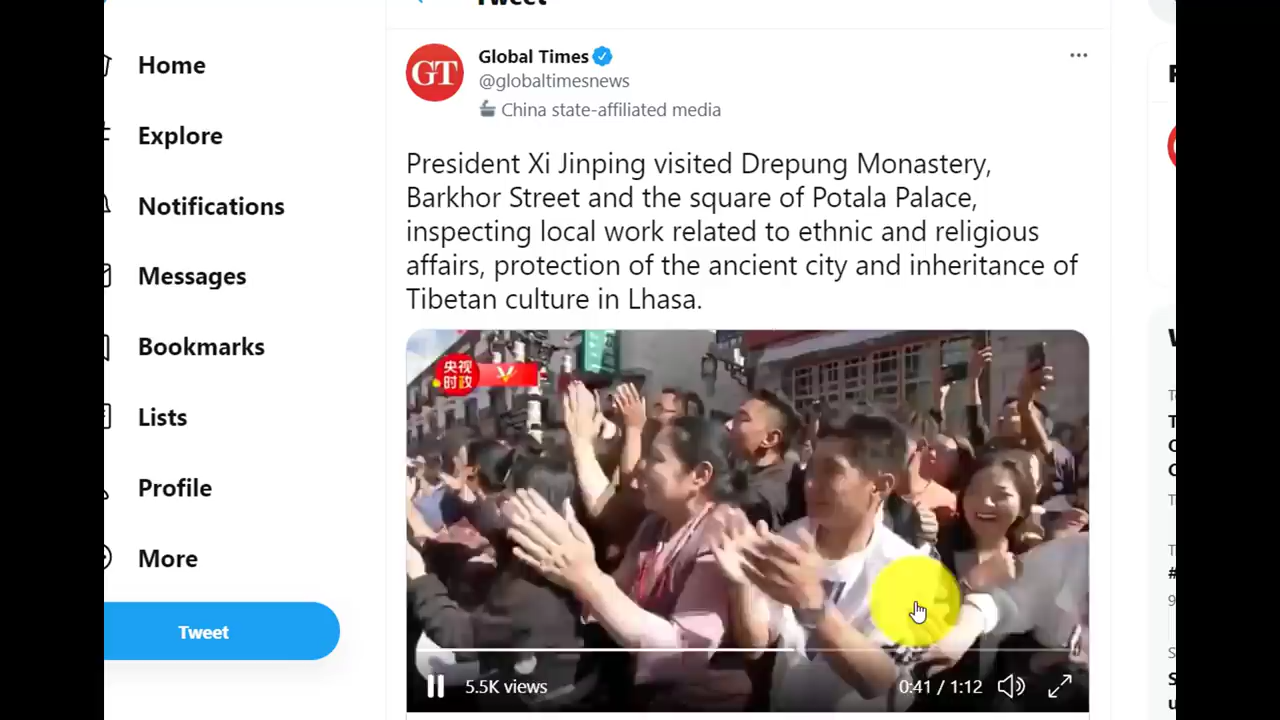 Tweet
Home
Explore
Notifications
Messages
Bookmarks
Lists
Profile
More
Tweet
GT
Global Times
@globaltimesnews
China state-affiliated media
President Xi Jinping visited Drepung Monastery,
Barkhor Street and the square of Potala Palace,
inspecting local work related to ethnic and religious
affairs, protection of the ancient city and inheritance of
Tibetan culture in Lhasa.
央视
时政
5.5K views
0:41 / 1:12